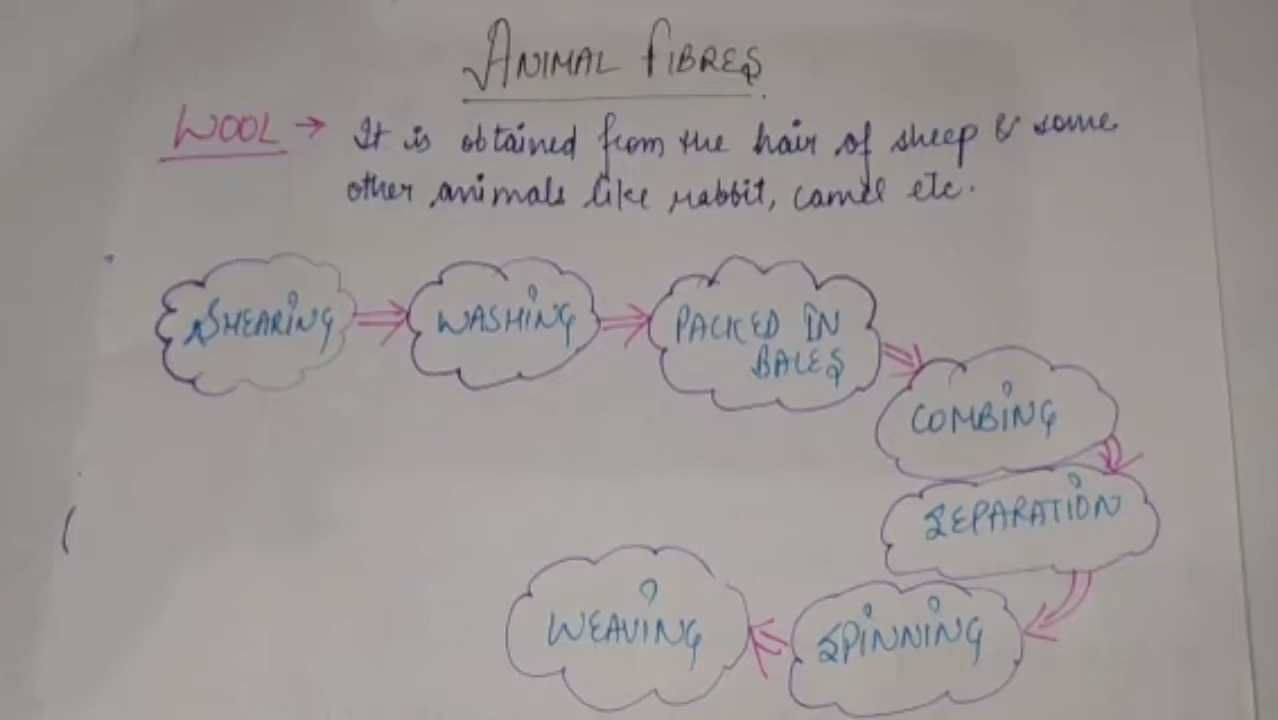 ANIMAL FIBRES
WOOL → It is obtained from the hair of sheep & some
other animals like rabbit, camel etc.
SHEARING
WASHING
PACKED IN
BALES
COMBING
SEPARATION
SPINNING
WEAVING